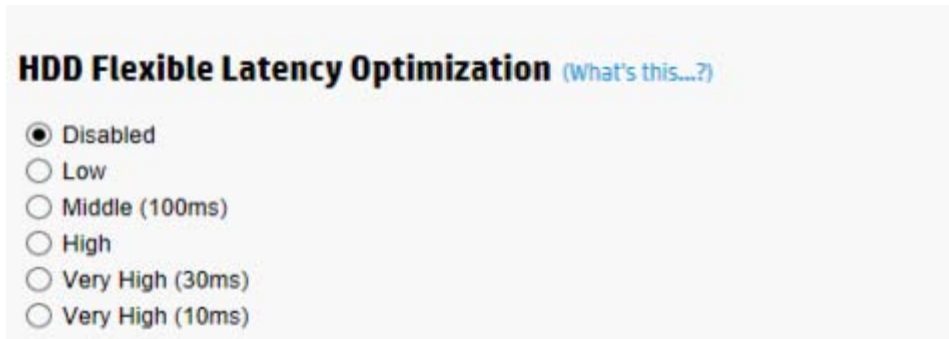 HDD Flexible Latency Optimization (What's this...?)
Disabled
Low
Middle (100ms)
High
Very High (30ms)
Very High (10ms)